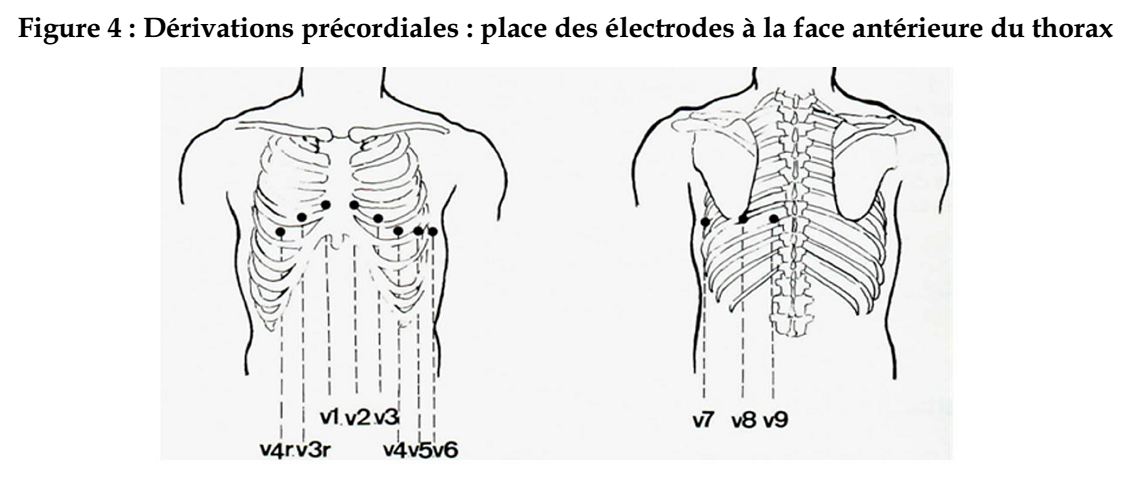 Figure 4 : Dérivations précordiales : place des électrodes à la face antérieure du thorax
v1 v2 v3
v4r v3r v4 v5 v6
v7 v8 v9